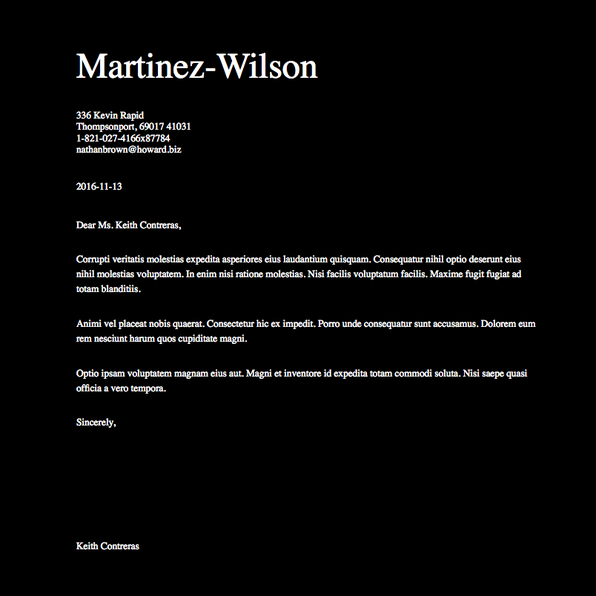 Martinez-Wilson
336 Kevin Rapid
Thompsonport, 69017 41031
1-821-027-4166x87784
nathanbrown@howard.biz
2016-11-13
Dear Ms. Keith Contreras,
Corrupti veritatis molestias expedita asperiores eius laudantium quisquam. Consequatur nihil optio deserunt eius
nihil molestias voluptatem. In enim nisi ratione molestias. Nisi facilis voluptatum facilis. Maxime fugit fugiat ad
totam blanditiis.
Animi vel placeat nobis quaerat. Consectetur hic ex impedit. Porro unde consequatur sunt accusamus. Dolorem eum
rem nesciunt harum quos cupiditate magni.
Optio ipsam voluptatem magnam eius aut. Magni et inventore id expedita totam commodi soluta. Nisi saepe quasi
officia a vero tempora.
Sincerely,
Keith Contreras